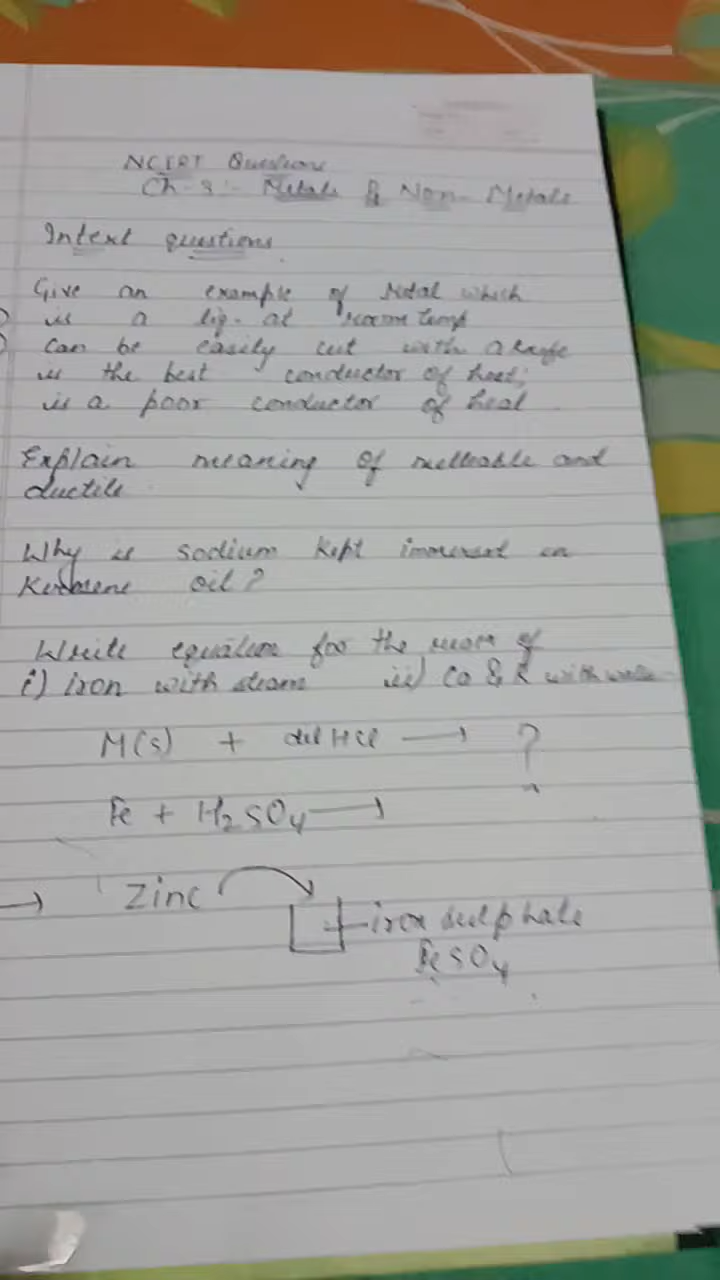 NCERT Questions
Ch-3:- Metals & Non-Metals
Intext questions
Give an example of Metal which
is a liq. at room temp
Can be easily cut with a knife
is the best conductor of heat;
is a poor conductor of heat
Explain meaning of malleable and
ductile.
Why is sodium kept immersed in
Kerosene oil?
Write equation for the reacn of
i) iron with steam ii) Ca & K with water
M(s) + dil HCl → ?
Fe + H₂SO₄ →
→ Zinc
iron sulphate
FeSO₄